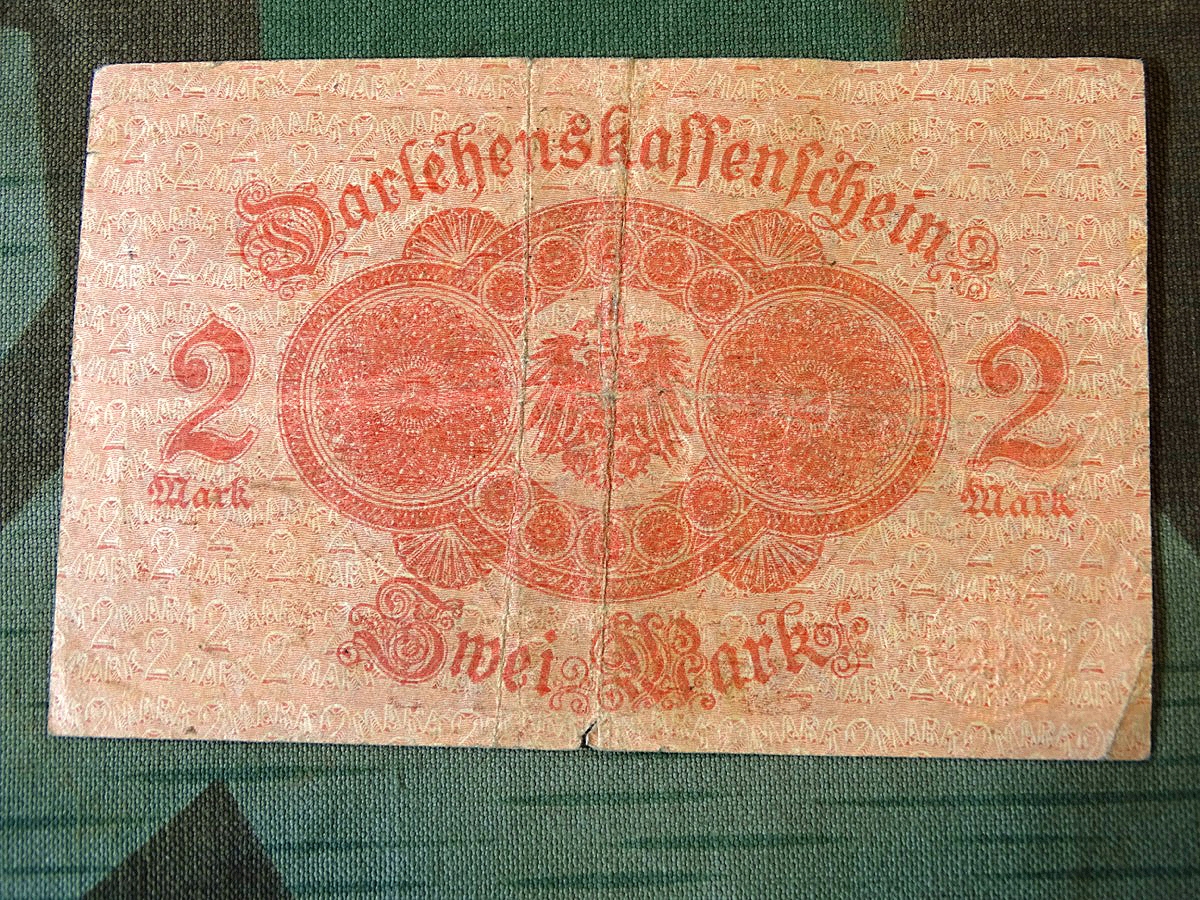 Darlehenskassenschein
2 2
Mark Mark
Zwei Mark